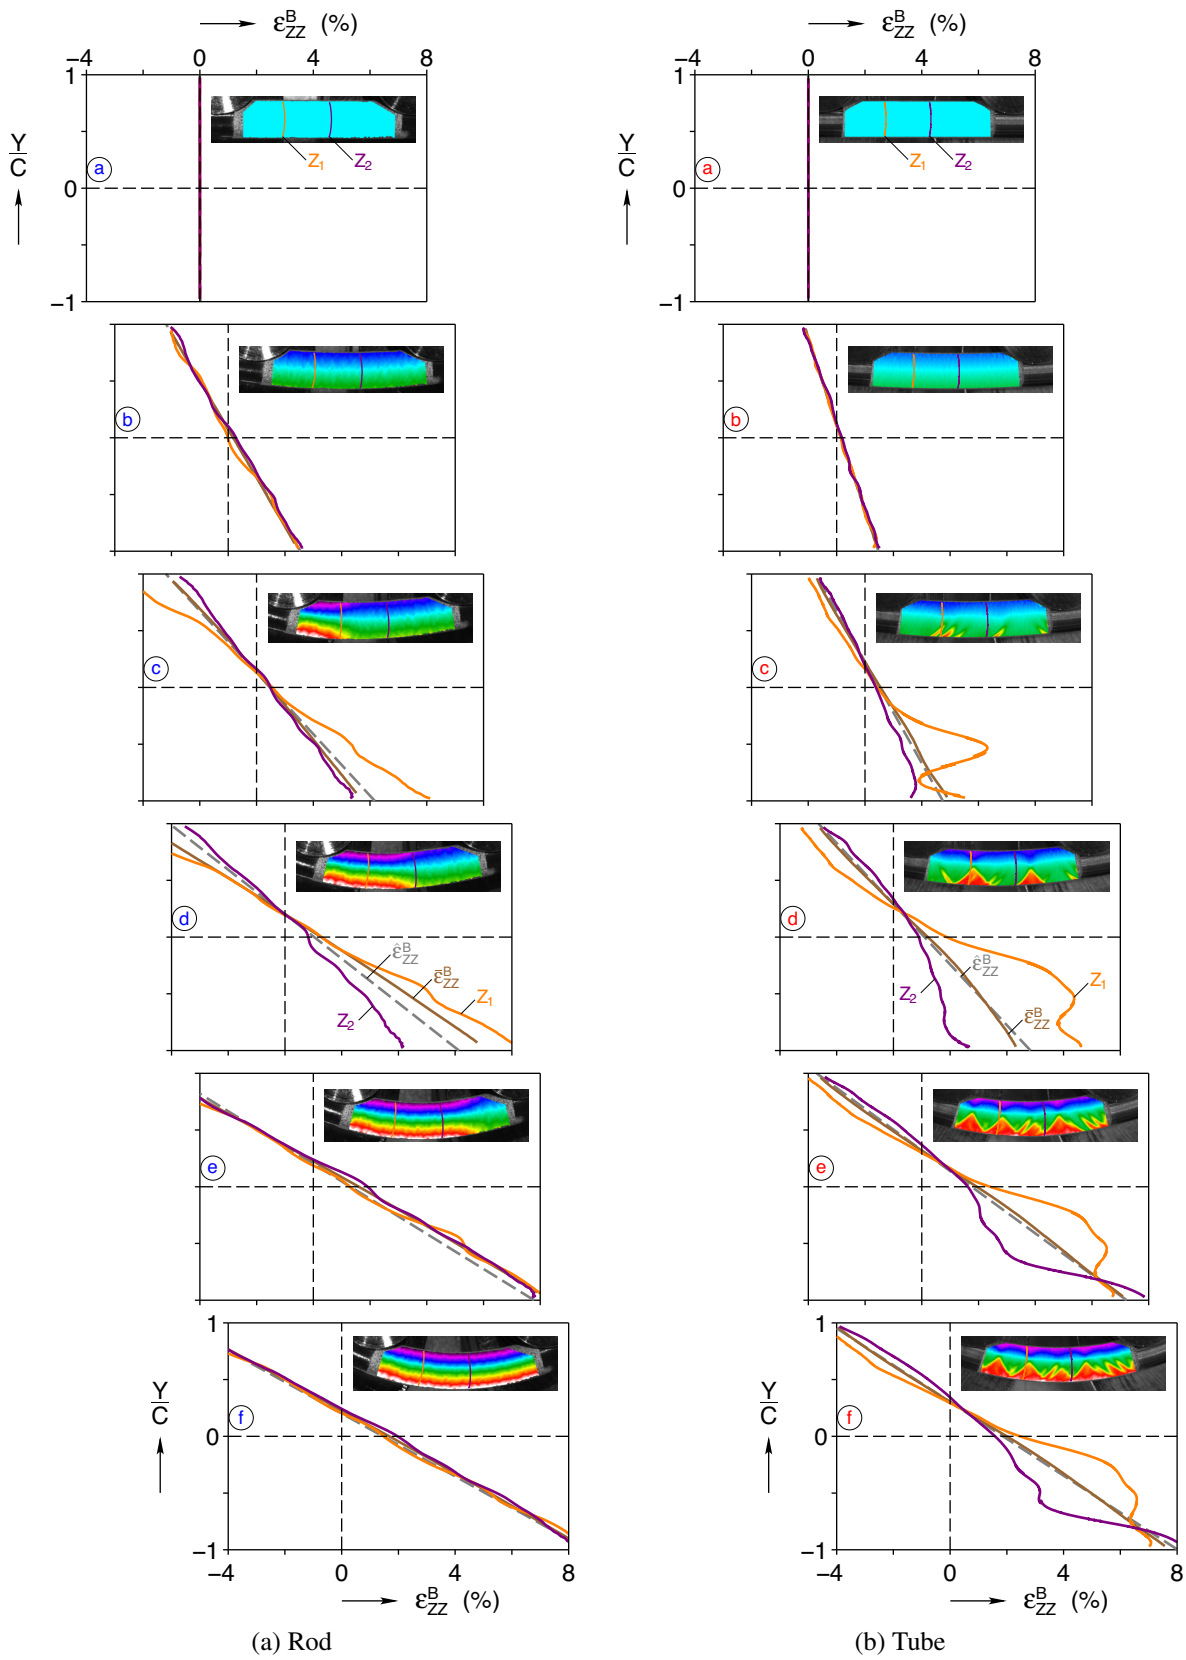 ε^B_ZZ (%)
ε^B_ZZ (%)
−4 0 4 8
−4 0 4 8
1
1
Y/C
Y/C
Z1 Z2
Z1 Z2
a
a
0
0
−1
−1
b
b
c
c
d
d
ε̂^B_ZZ
ε̄^B_ZZ
Z1
Z2
ε̂^B_ZZ
Z1
Z2
ε̄^B_ZZ
e
e
1
1
Y/C
Y/C
f
f
0
0
−1
−1
−4 0 4 8
−4 0 4 8
ε^B_ZZ (%)
ε^B_ZZ (%)
(a) Rod
(b) Tube